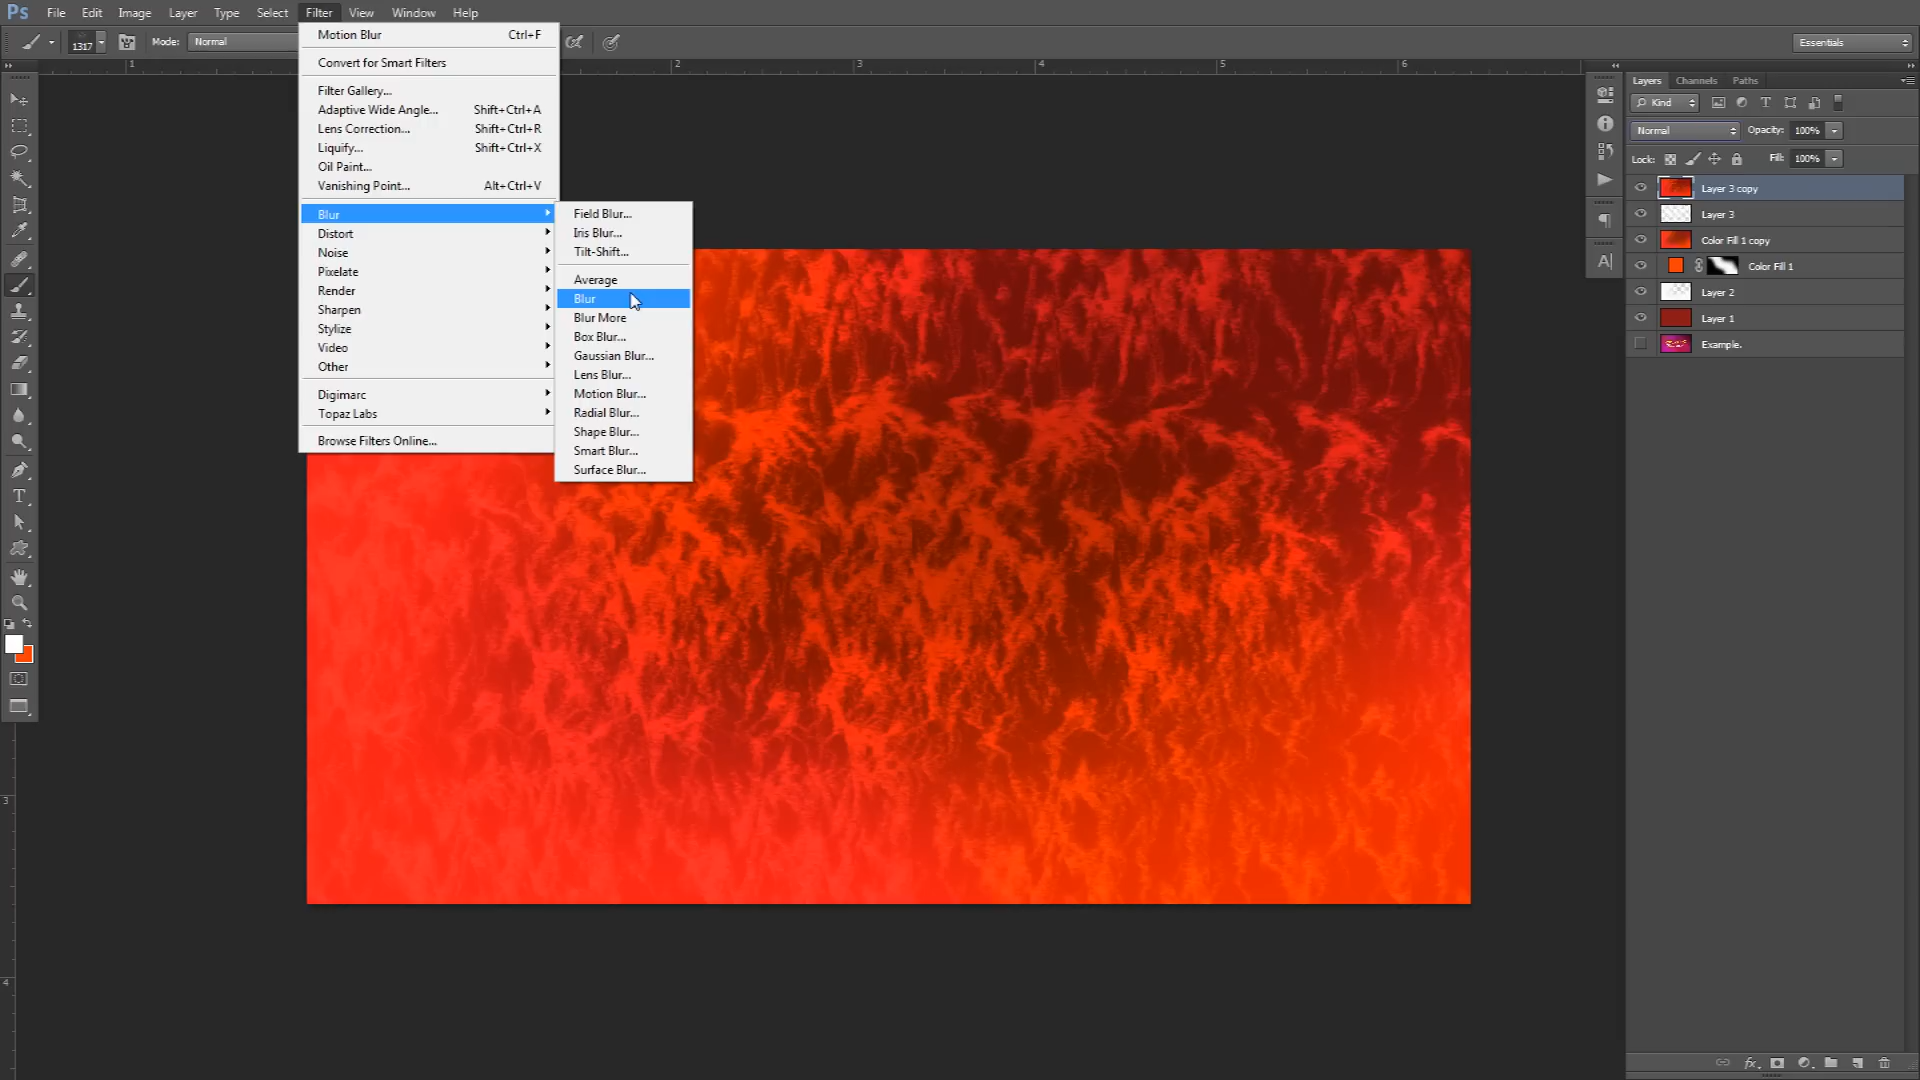 Ps File Edit Image Layer Type Select Filter View Window Help
1317 Mode: Normal Essentials
Motion Blur Ctrl+F
Convert for Smart Filters
Filter Gallery...
Adaptive Wide Angle... Shift+Ctrl+A
Lens Correction... Shift+Ctrl+R
Liquify... Shift+Ctrl+X
Oil Paint...
Vanishing Point... Alt+Ctrl+V
Blur
Distort
Noise
Pixelate
Render
Sharpen
Stylize
Video
Other
Digimarc
Topaz Labs
Browse Filters Online...
Field Blur...
Iris Blur...
Tilt-Shift...
Average
Blur
Blur More
Box Blur...
Gaussian Blur...
Lens Blur...
Motion Blur...
Radial Blur...
Shape Blur...
Smart Blur...
Surface Blur...
1 2 3 4 5 6
3
4
Layers Channels Paths
Kind
Normal Opacity: 100%
Lock: Fill: 100%
Layer 3 copy
Layer 3
Color Fill 1 copy
Color Fill 1
Layer 2
Layer 1
Example.